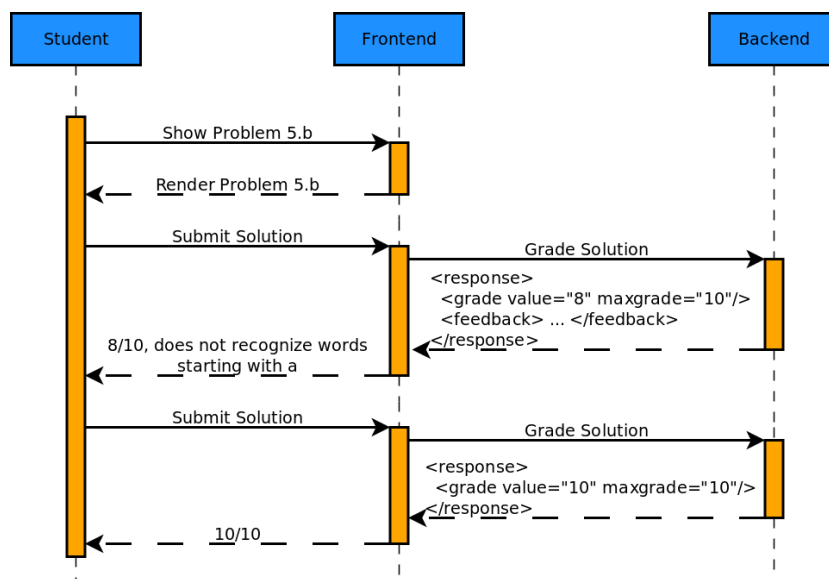 Student
Frontend
Backend
Show Problem 5.b
Render Problem 5.b
Submit Solution
Grade Solution
<response>
<grade value="8" maxgrade="10"/>
<feedback> ... </feedback>
</response>
8/10, does not recognize words
starting with a
Submit Solution
Grade Solution
<response>
<grade value="10" maxgrade="10"/>
</response>
10/10